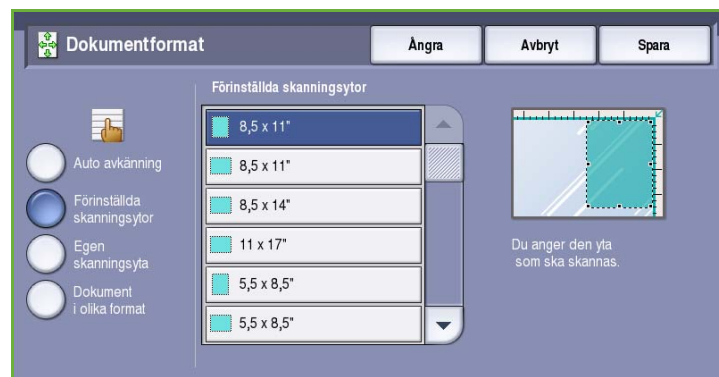 Dokumentformat
Ångra
Avbryt
Spara
Förinställda skanningsytor
Auto avkänning
Förinställda
skanningsytor
Egen
skanningsyta
Dokument
i olika format
8,5 x 11"
8,5 x 11"
8,5 x 14"
11 x 17"
5,5 x 8,5"
5,5 x 8,5"
Du anger den yta
som ska skannas.